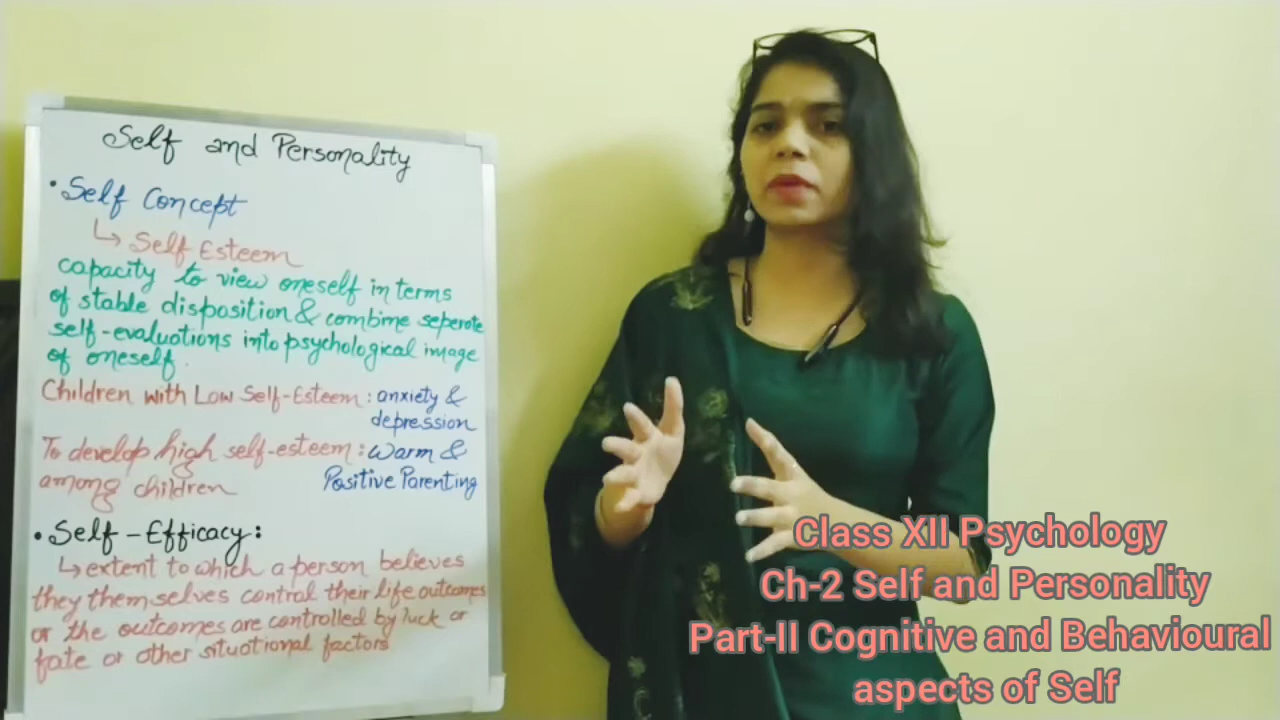 Self and Personality
• Self Concept
↳ Self Esteem
capacity to view oneself in terms
of stable disposition & combine seperate
self-evaluations into psychological image
of oneself.
Children with Low Self-Esteem : anxiety &
depression
To develop high self-esteem : Warm &
among children Positive Parenting
• Self - Efficacy :
↳ extent to which a person believes
they themselves control their life outcomes
or the outcomes are controlled by luck or
fate or other situational factors
Class XII Psychology
Ch-2 Self and Personality
Part-II Cognitive and Behavioural
aspects of Self